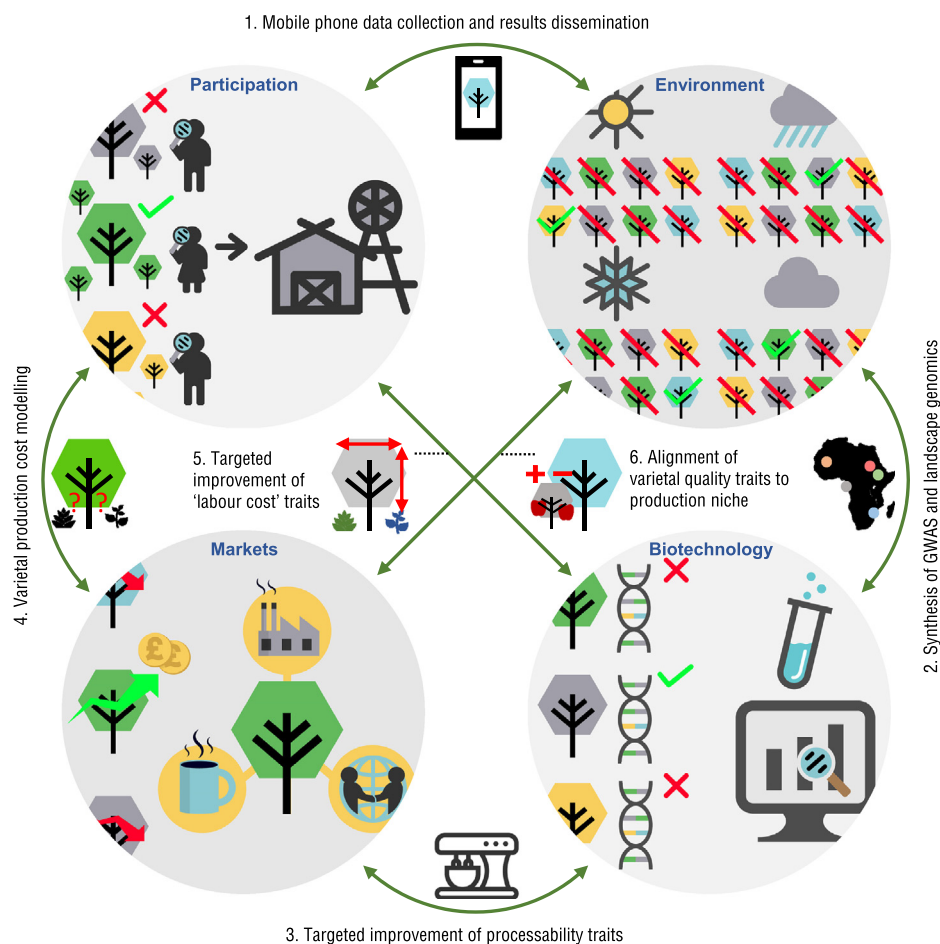 1. Mobile phone data collection and results dissemination
Participation
Environment
4. Varietal production cost modelling
5. Targeted
improvement of
‘labour cost’ traits
6. Alignment of
varietal quality traits to
production niche
2. Synthesis of GWAS and landscape genomics
? ?
Markets
Biotechnology
£
£
3. Targeted improvement of processability traits